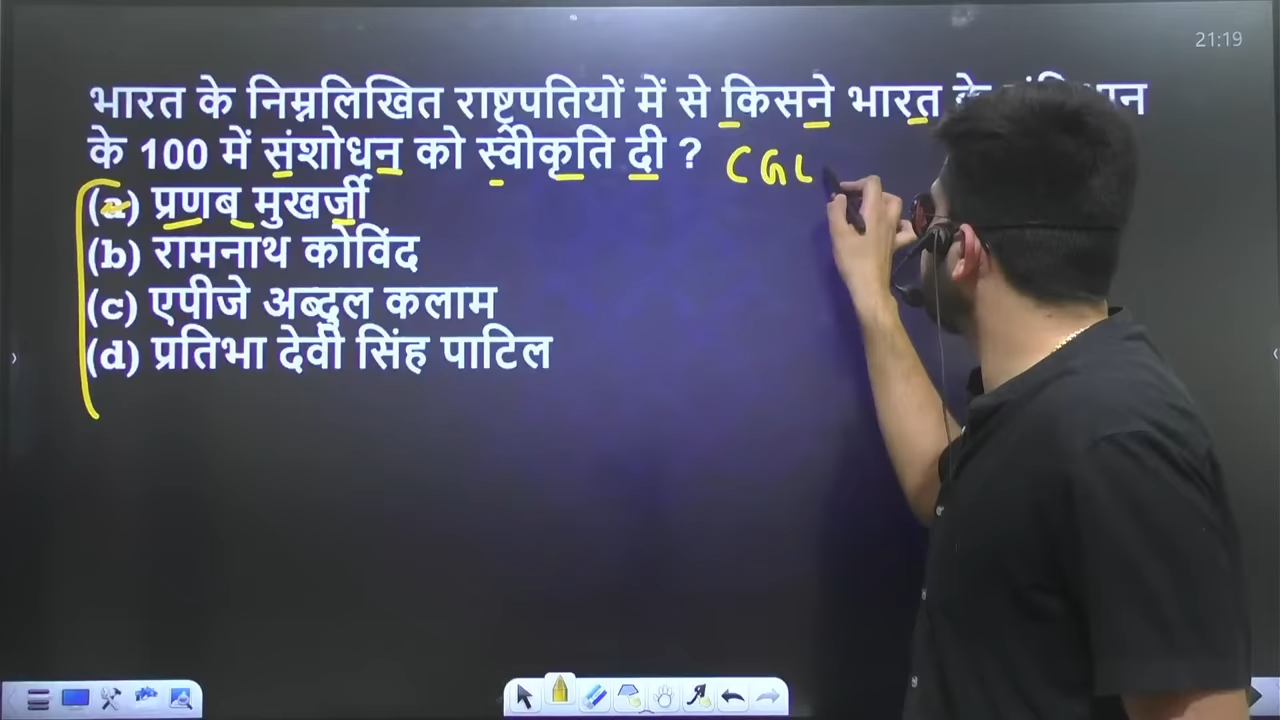 21:19
भारत के निम्नलिखित राष्ट्रपतियों में से किसने भारत के
के 100 में संशोधन को स्वीकृति दी ? CGL
(a) प्रणब मुखर्जी
(b) रामनाथ कोविंद
(c) एपीजे अब्दुल कलाम
(d) प्रतिभा देवी सिंह पाटिल